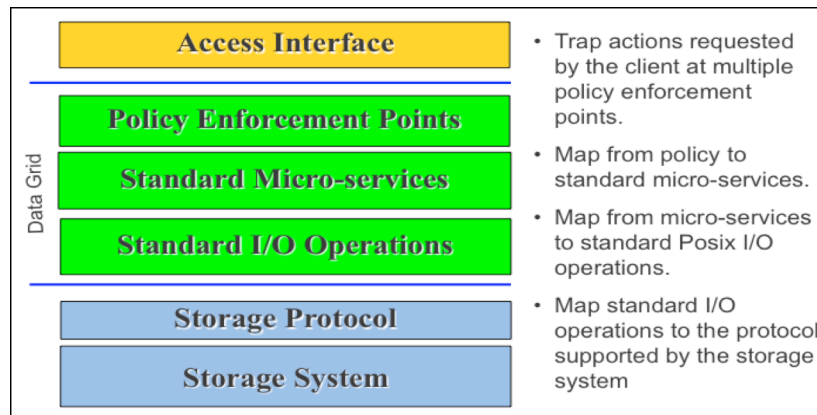 Access Interface
Data Grid
Policy Enforcement Points
Standard Micro-services
Standard I/O Operations
Storage Protocol
Storage System
• Trap actions requested
by the client at multiple
policy enforcement
points.
• Map from policy to
standard micro-services.
• Map from micro-services
to standard Posix I/O
operations.
• Map standard I/O
operations to the protocol
supported by the storage
system